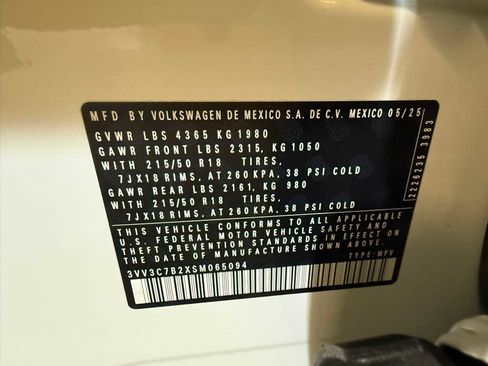 MFD BY VOLKSWAGEN DE MEXICO S.A. DE C.V. MEXICO 05/25
GVWR LBS 4365 KG 1980
GAWR FRONT LBS 2315, KG 1050
WITH 215/50 R18 TIRES,
7JX18 RIMS, AT 260 KPA, 38 PSI COLD
GAWR REAR LBS 2161, KG 980
WITH 215/50 R18 TIRES,
7JX18 RIMS, AT 260 KPA, 38 PSI COLD
THIS VEHICLE CONFORMS TO ALL APPLICABLE
U.S. FEDERAL MOTOR VEHICLE SAFETY AND
THEFT PREVENTION STANDARDS IN EFFECT ON
THE DATE OF MANUFACTURE SHOWN ABOVE.
3VV3C7B2XSM065094 TYPE: MPV
2226235 3983